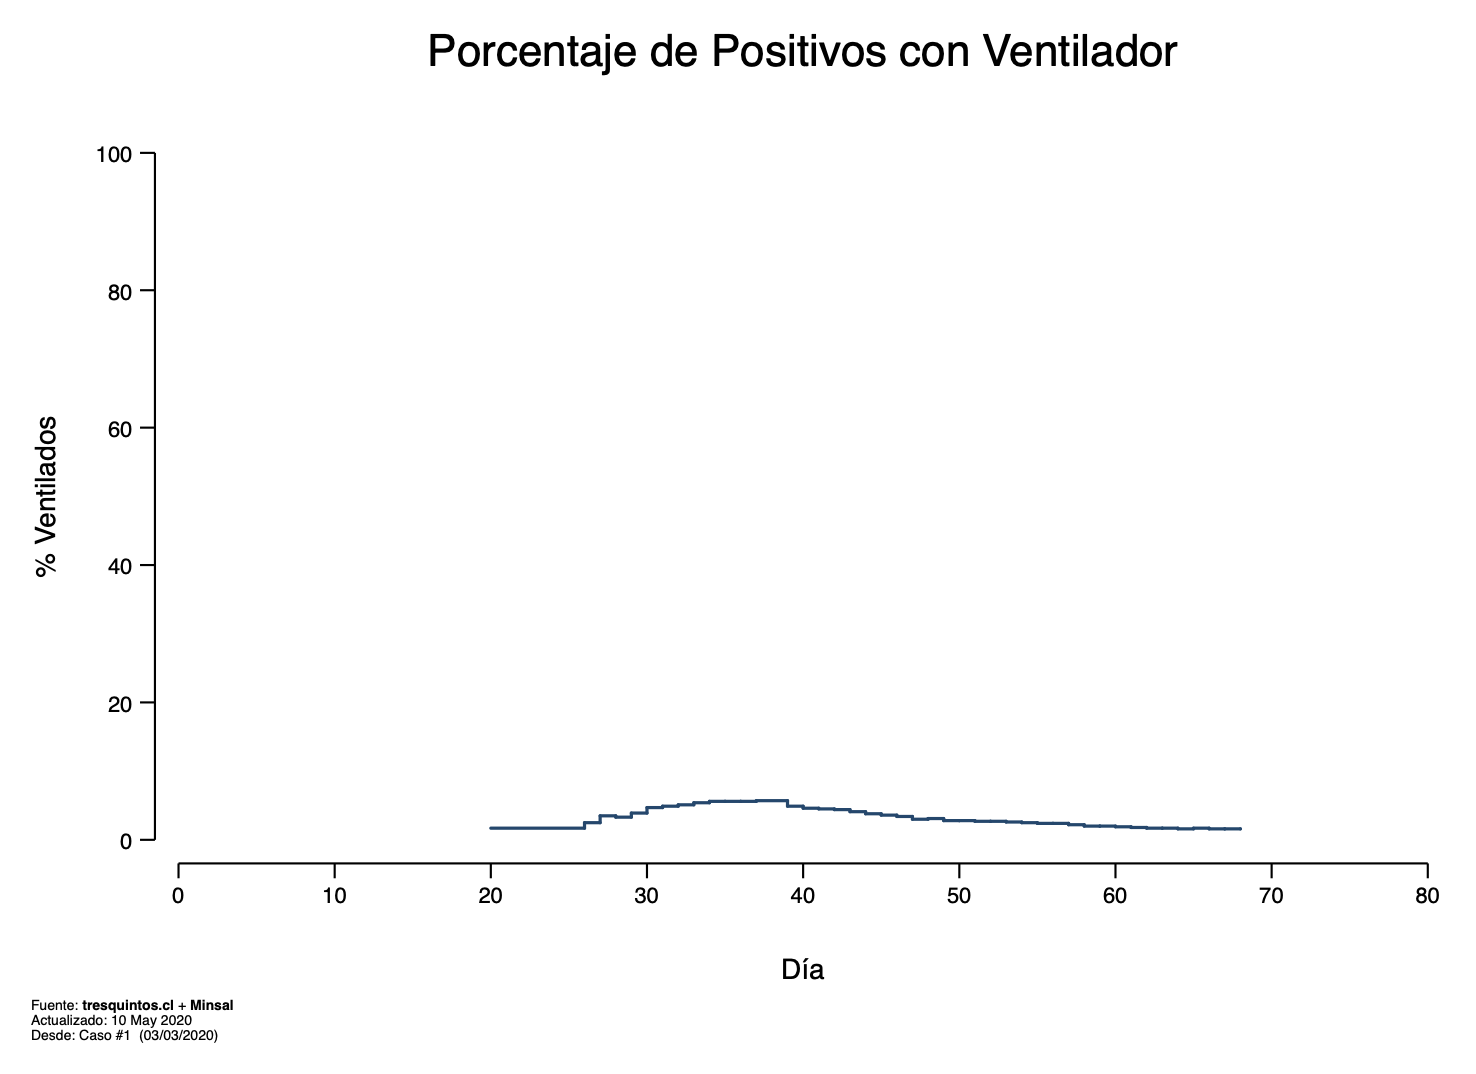 Porcentaje de Positivos con Ventilador
100
80
60
40
20
0
% Ventilados
0 10 20 30 40 50 60 70 80
Día
Fuente: tresquintos.cl + Minsal
Actualizado: 10 May 2020
Desde: Caso #1  (03/03/2020)